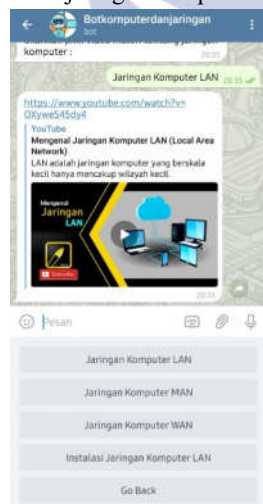 Botkomputerdanjaringan
bot
komputer :
20:35
Jaringan Komputer LAN 20:35
https://www.youtube.com/watch?v=
OXywe545dy4
YouTube
Mengenal Jaringan Komputer LAN (Local Area
Network)
LAN adalah jaringan komputer yang berskala
kecil hanya mencakup wilayah kecil.
Mengenal
Jaringan
LAN
20:35
Pesan
Jaringan Komputer LAN
Jaringan Komputer MAN
Jaringan Komputer WAN
Instalasi Jaringan Komputer LAN
Go Back